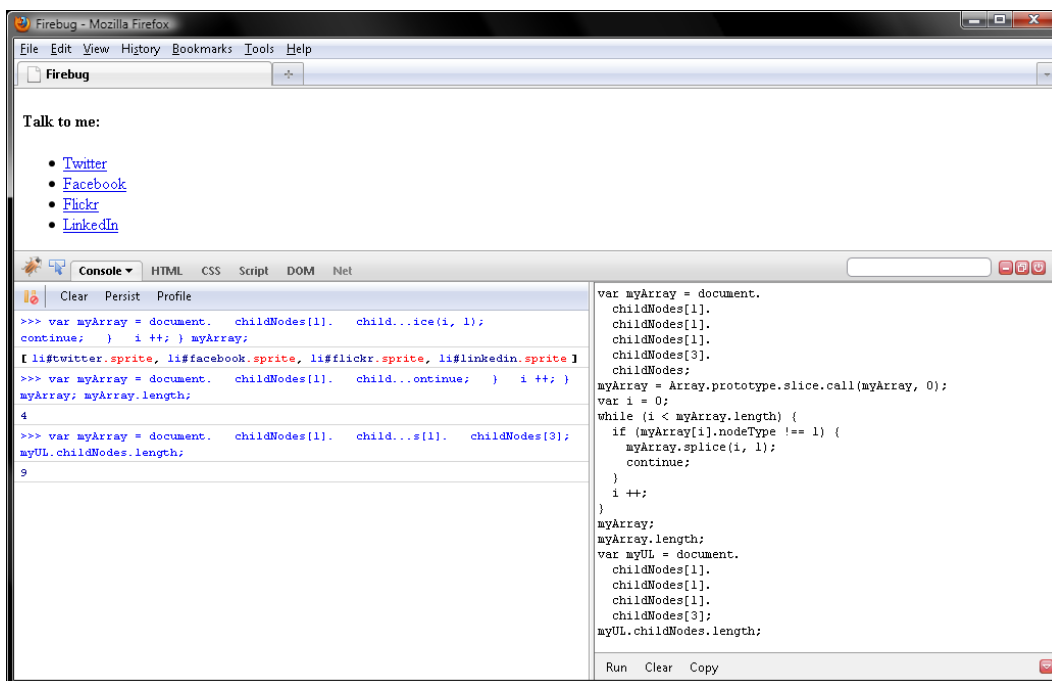 Firebug - Mozilla Firefox
File Edit View History Bookmarks Tools Help
Firebug
Talk to me:
• Twitter
• Facebook
• Flickr
• LinkedIn
Console HTML CSS Script DOM Net
Clear Persist Profile
>>> var myArray = document. childNodes[1]. child...ice(i, 1);
continue; } i ++; } myArray;
[ li#twitter.sprite, li#facebook.sprite, li#flickr.sprite, li#linkedin.sprite ]
>>> var myArray = document. childNodes[1]. child...ontinue; } i ++; }
myArray; myArray.length;
4
>>> var myArray = document. childNodes[1]. child...s[1]. childNodes[3];
myUL.childNodes.length;
9
var myArray = document.
  childNodes[1].
  childNodes[1].
  childNodes[1].
  childNodes[3].
  childNodes;
myArray = Array.prototype.slice.call(myArray, 0);
var i = 0;
while (i < myArray.length) {
  if (myArray[i].nodeType !== 1) {
    myArray.splice(i, 1);
    continue;
  }
  i ++;
}
myArray;
myArray.length;
var myUL = document.
  childNodes[1].
  childNodes[1].
  childNodes[1].
  childNodes[3];
myUL.childNodes.length;
Run Clear Copy